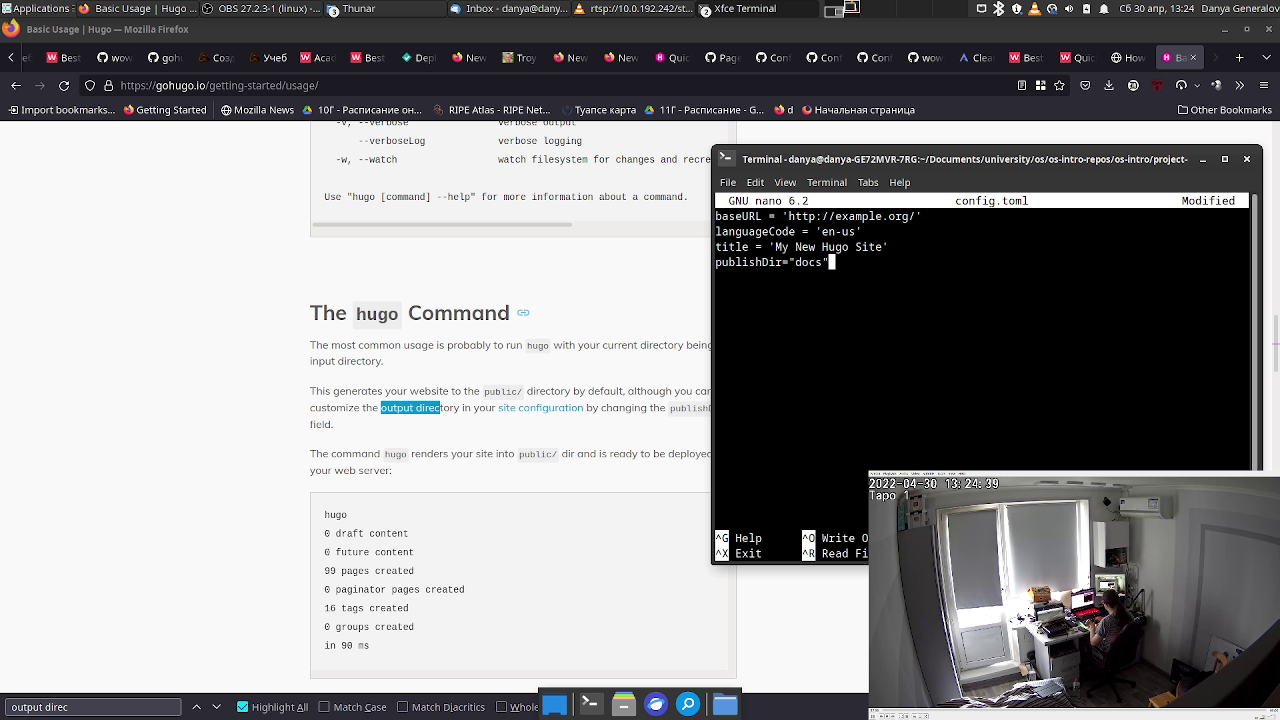 Applications
Basic Usage | Hugo — ...
OBS 27.2.3-1 (linux) -...
Thunar
Inbox - danya@dany...
rtsp://10.0.192.242/st...
Xfce Terminal
Сб 30 апр, 13:24
Danya Generalov
Basic Usage | Hugo — Mozilla Firefox
Best
wow
gohu
Созд
Учеб
Acad
Best
Depl
Ne
Troy
New
New
Quic
Page
Conf
Conf
Conf
wow
Clear
Best
Quic
How
Ba
https://gohugo.io/getting-started/usage/
Import bookmarks...
Getting Started
Mozilla News
10Г - Расписание он...
RIPE Atlas - RIPE Net...
Туапсе карта
11Г - Расписание - G...
d
Начальная страница
Other Bookmarks
-v, --verbose verbose output
--verboseLog verbose logging
-w, --watch watch filesystem for changes and recre
Use "hugo [command] --help" for more information about a command.
The hugo Command
The most common usage is probably to run hugo with your current directory being
input directory.
This generates your website to the public/ directory by default, although you can
customize the output directory in your site configuration by changing the publishD
field.
The command hugo renders your site into public/ dir and is ready to be deployed
your web server:
hugo
0 draft content
0 future content
99 pages created
0 paginator pages created
16 tags created
0 groups created
in 90 ms
Terminal - danya@danya-GE72MVR-7RG:~/Documents/university/os/os-intro-repos/os-intro/project-
File Edit View Terminal Tabs Help
GNU nano 6.2 config.toml Modified
baseURL = 'http://example.org/'
languageCode = 'en-us'
title = 'My New Hugo Site'
publishDir="docs"
^G Help ^O Write O
^X Exit ^R Read Fi
2022-04-30 13:24:39
Tapo 1
output direc
Highlight All
Match Case
Match Diacritics
Whole